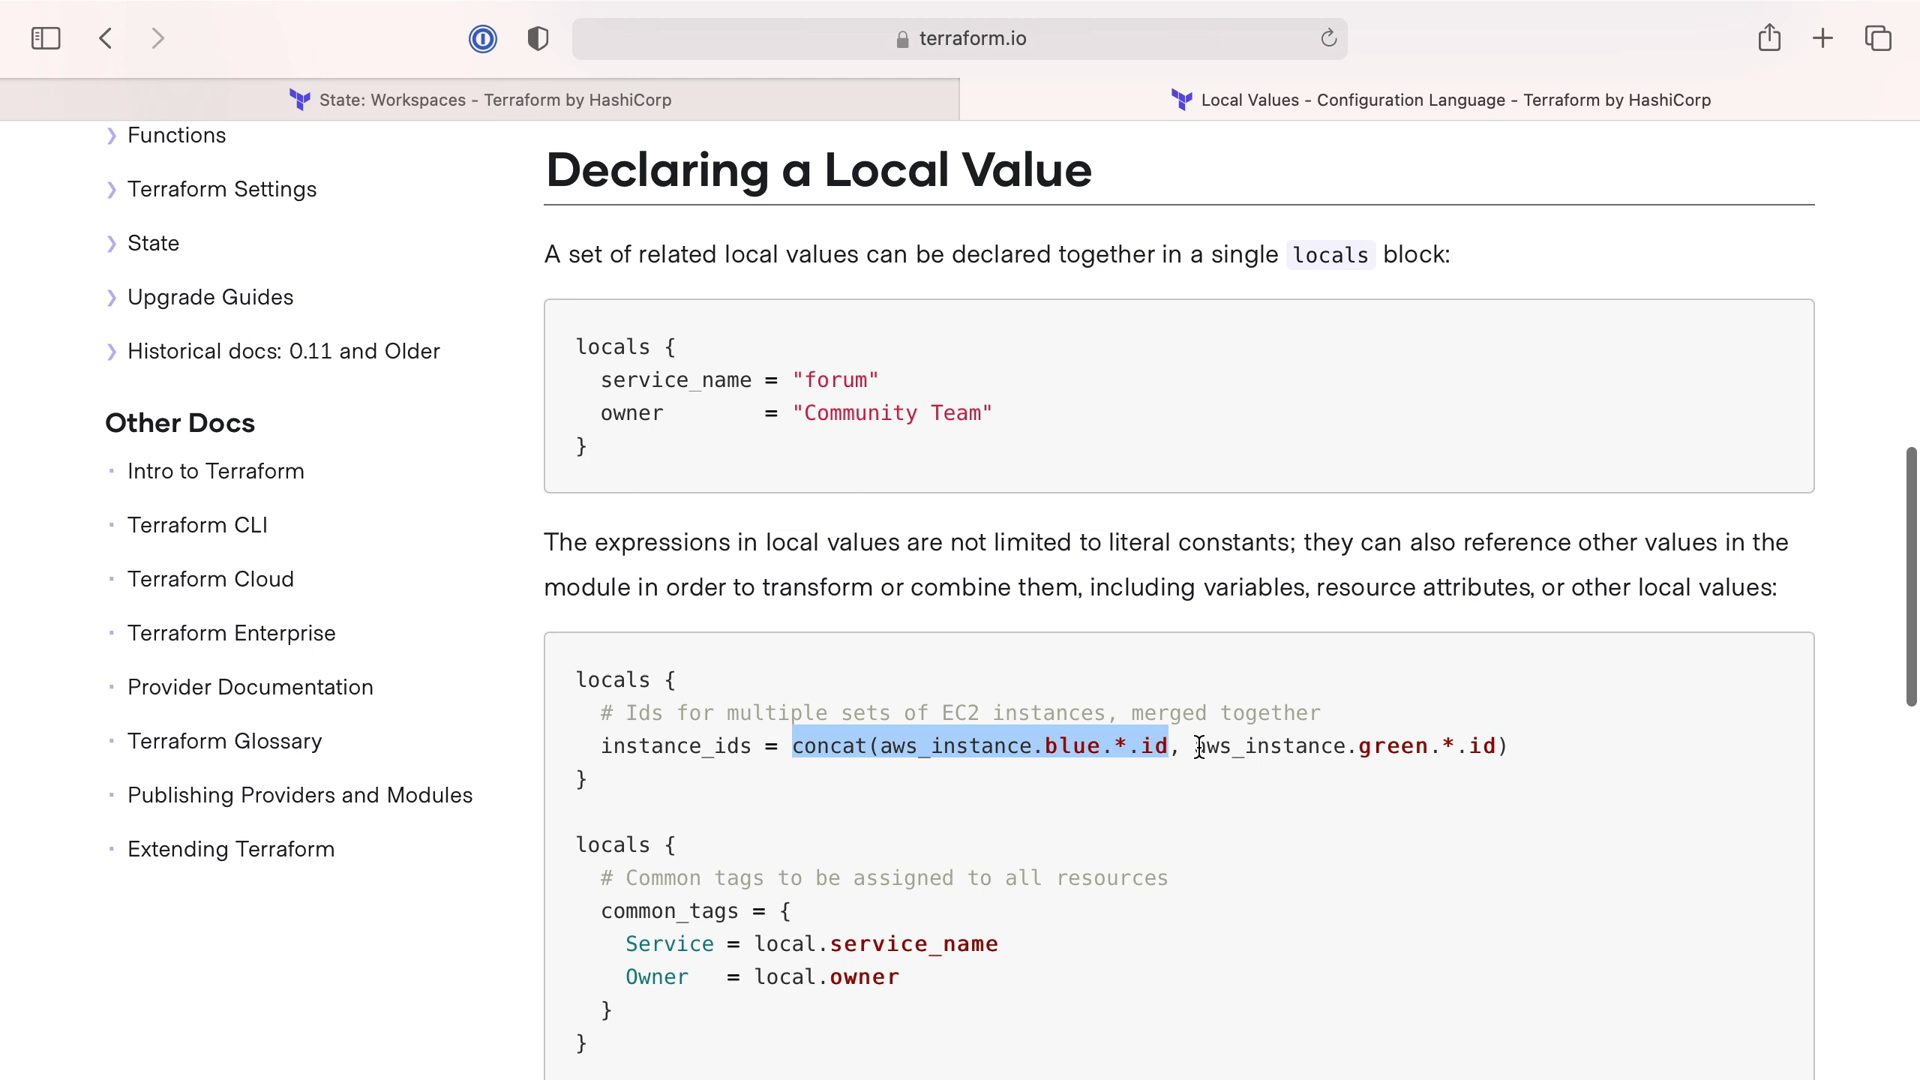 terraform.io
State: Workspaces - Terraform by HashiCorp
Local Values - Configuration Language - Terraform by HashiCorp
Functions
Terraform Settings
State
Upgrade Guides
Historical docs: 0.11 and Older
Other Docs
Intro to Terraform
Terraform CLI
Terraform Cloud
Terraform Enterprise
Provider Documentation
Terraform Glossary
Publishing Providers and Modules
Extending Terraform
Declaring a Local Value
A set of related local values can be declared together in a single locals block:
locals {
  service_name = "forum"
  owner        = "Community Team"
}
The expressions in local values are not limited to literal constants; they can also reference other values in the
module in order to transform or combine them, including variables, resource attributes, or other local values:
locals {
  # Ids for multiple sets of EC2 instances, merged together
  instance_ids = concat(aws_instance.blue.*.id, aws_instance.green.*.id)
}
locals {
  # Common tags to be assigned to all resources
  common_tags = {
    Service = local.service_name
    Owner   = local.owner
  }
}